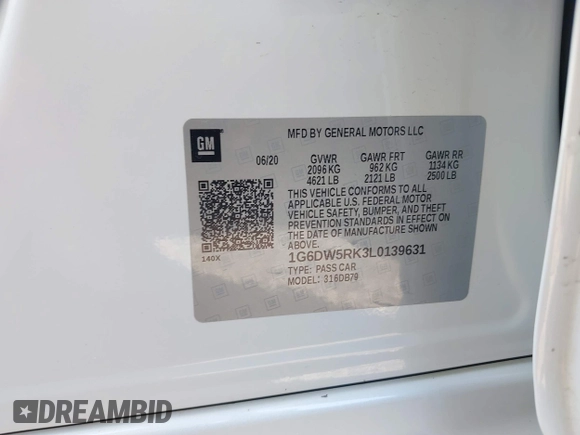 GM
MFD BY GENERAL MOTORS LLC
06/20 GVWR GAWR FRT GAWR RR
2096 KG 962 KG 1134 KG
4621 LB 2121 LB 2500 LB
THIS VEHICLE CONFORMS TO ALL
APPLICABLE U.S. FEDERAL MOTOR
VEHICLE SAFETY, BUMPER, AND THEFT
PREVENTION STANDARDS IN EFFECT ON
THE DATE OF MANUFACTURE SHOWN
ABOVE.
140X
1G6DW5RK3L0139631
TYPE: PASS CAR
MODEL: 316DB79
DREAMBID